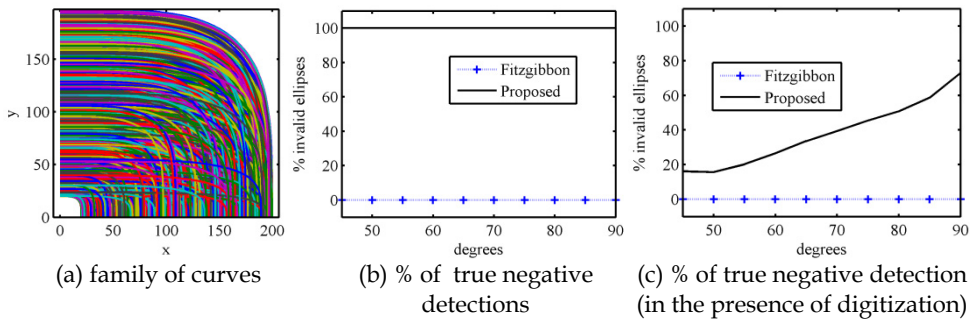 150
100
50
0
y
0 50 100 150 200
x
(a) family of curves
% invalid ellipses
100
80
60
40
20
0
Fitzgibbon
Proposed
50 60 70 80 90
degrees
(b) % of true negative
detections
% invalid ellipses
100
80
60
40
20
0
Fitzgibbon
Proposed
50 60 70 80 90
degrees
(c) % of true negative detection
(in the presence of digitization)